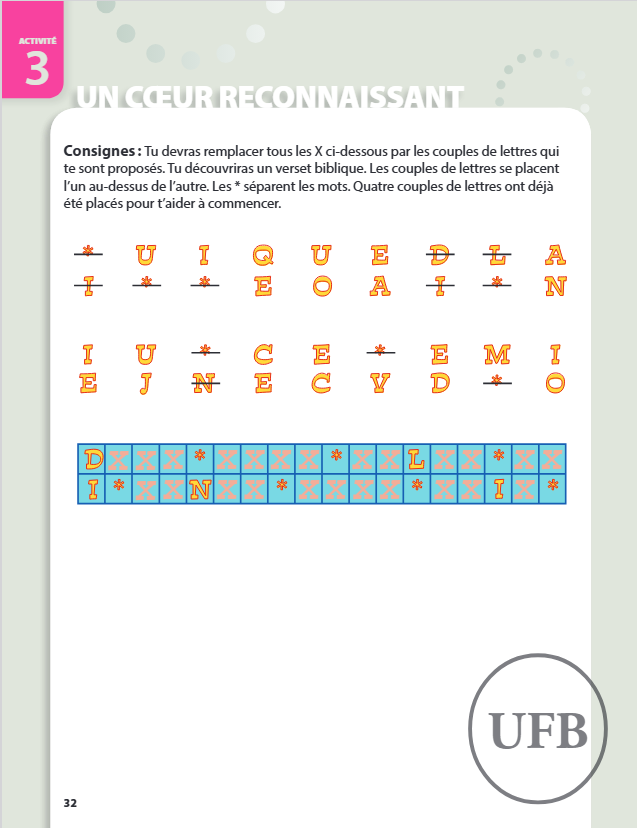 ACTIVITÉ
3
UN CŒUR RECONNAISSANT
Consignes : Tu devras remplacer tous les X ci-dessous par les couples de lettres qui
te sont proposés. Tu découvriras un verset biblique. Les couples de lettres se placent
l'un au-dessus de l'autre. Les * séparent les mots. Quatre couples de lettres ont déjà
été placés pour t'aider à commencer.
* U I Q U E D L A
I * * E O A I * N
I U * C E * E M I
E J N E C V D * O
D X X X * X X X X * X X L X X * X X
I * X X N X X * X X X X * X X I X *
UFB
32